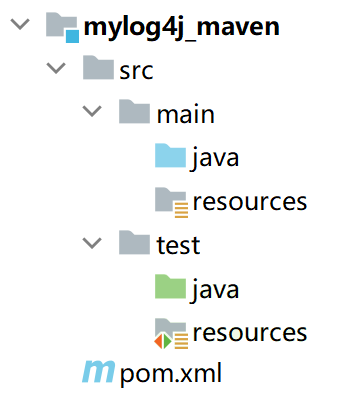 mylog4j_maven
src
main
java
resources
test
java
resources
pom.xml